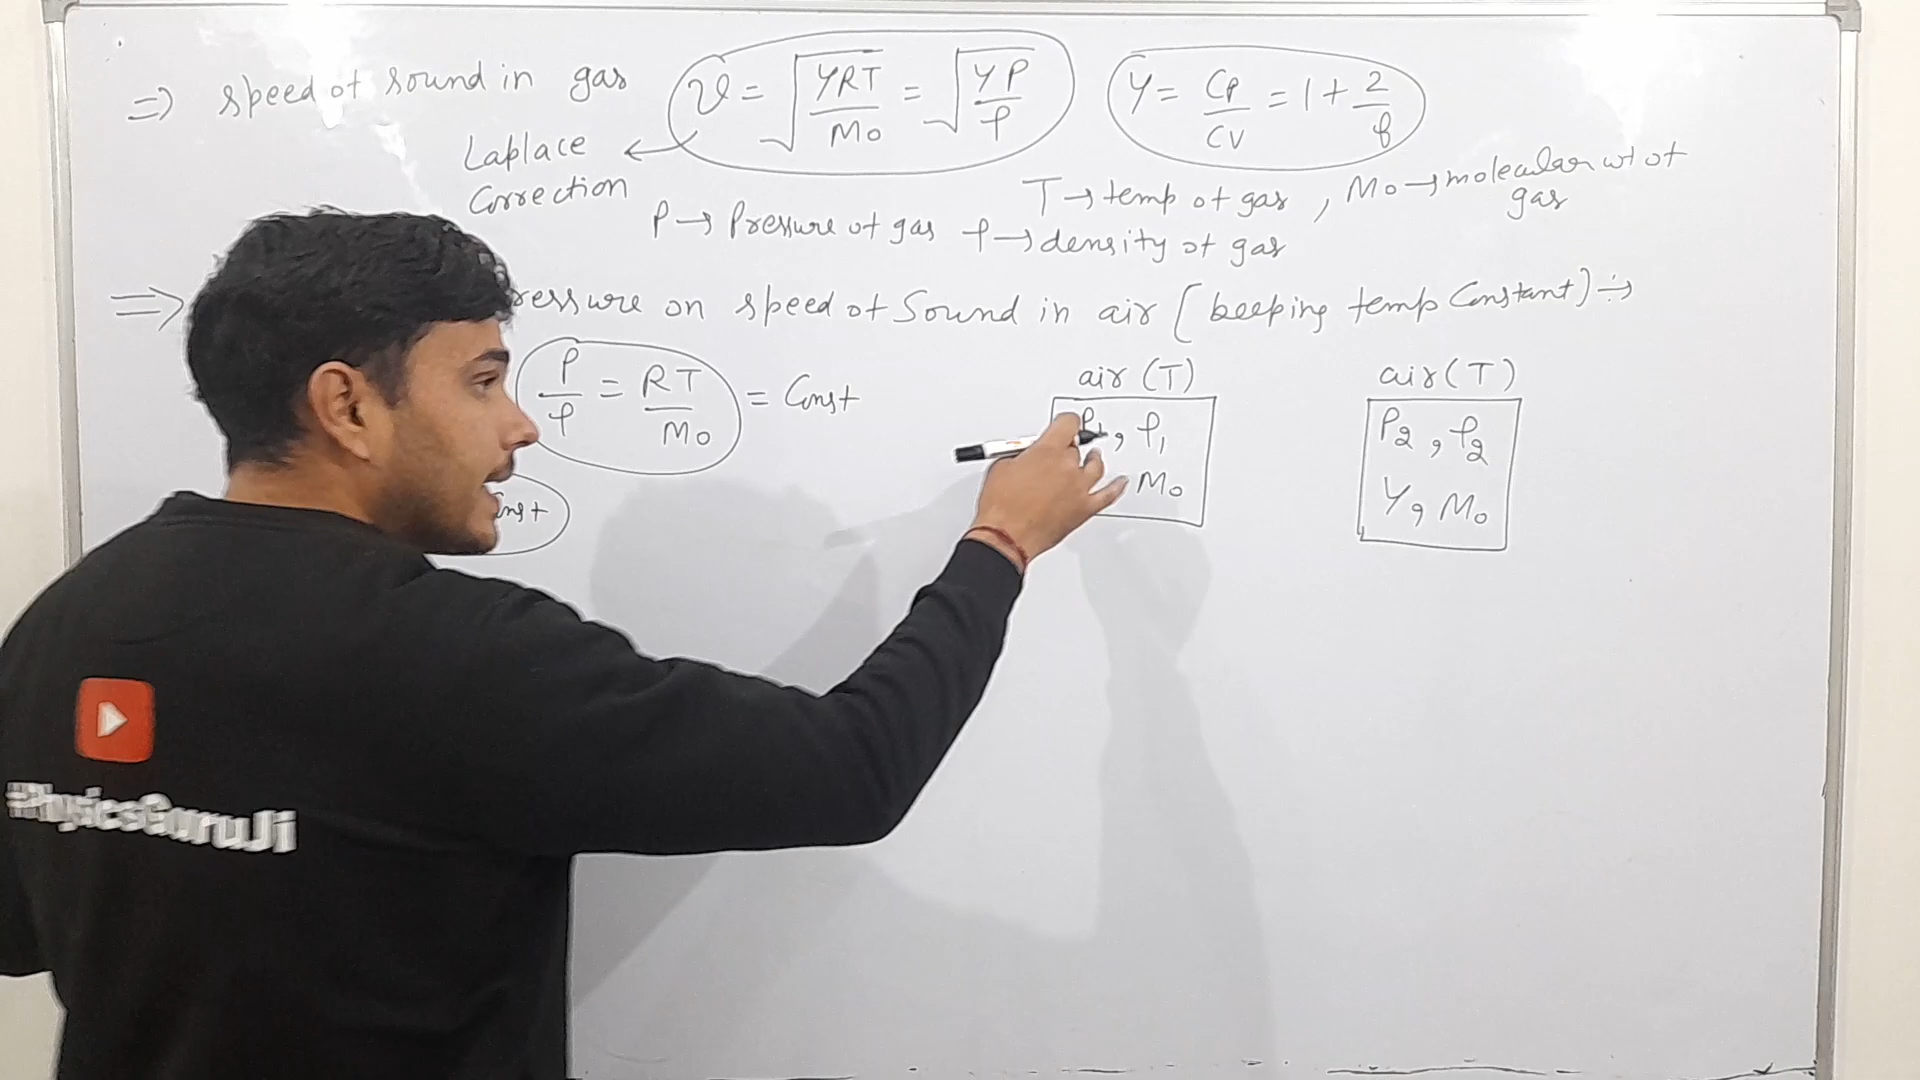 => speed of sound in gas v = √(γRT/M₀) = √(γP/ρ) γ = Cp/Cv = 1 + 2/f
Laplace Correction ←
T → temp of gas , M₀ → molecular wt of gas
P → Pressure of gas ρ → density of gas
=> ressure on speed of Sound in air [ keeping temp Constant) :→
P/ρ = RT/M₀ = Const
air (T) air (T)
P₁, ρ₁ P₂, ρ₂
M₀ γ, M₀
nst
#PhysicsGuruJi